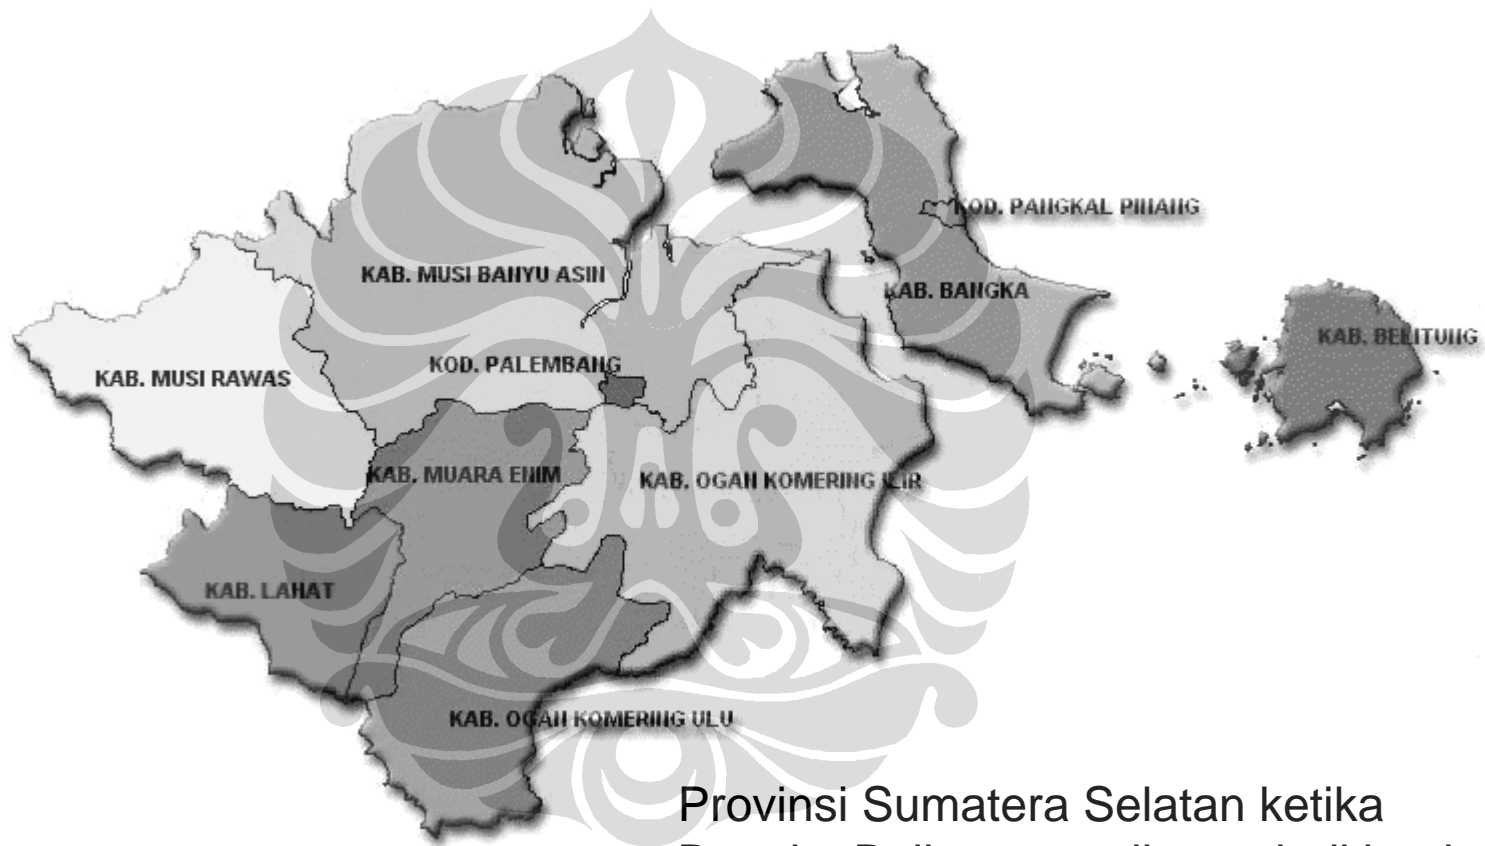 KOD. PANGKAL PINANG
KAB. MUSI BANYU ASIN
KAB. BANGKA
KAB. BELITUNG
KOD. PALEMBANG
KAB. MUSI RAWAS
KAB. MUARA ENIM
KAB. OGAN KOMERING ILIR
KAB. LAHAT
KAB. OGAN KOMERING ULU
Provinsi Sumatera Selatan ketika